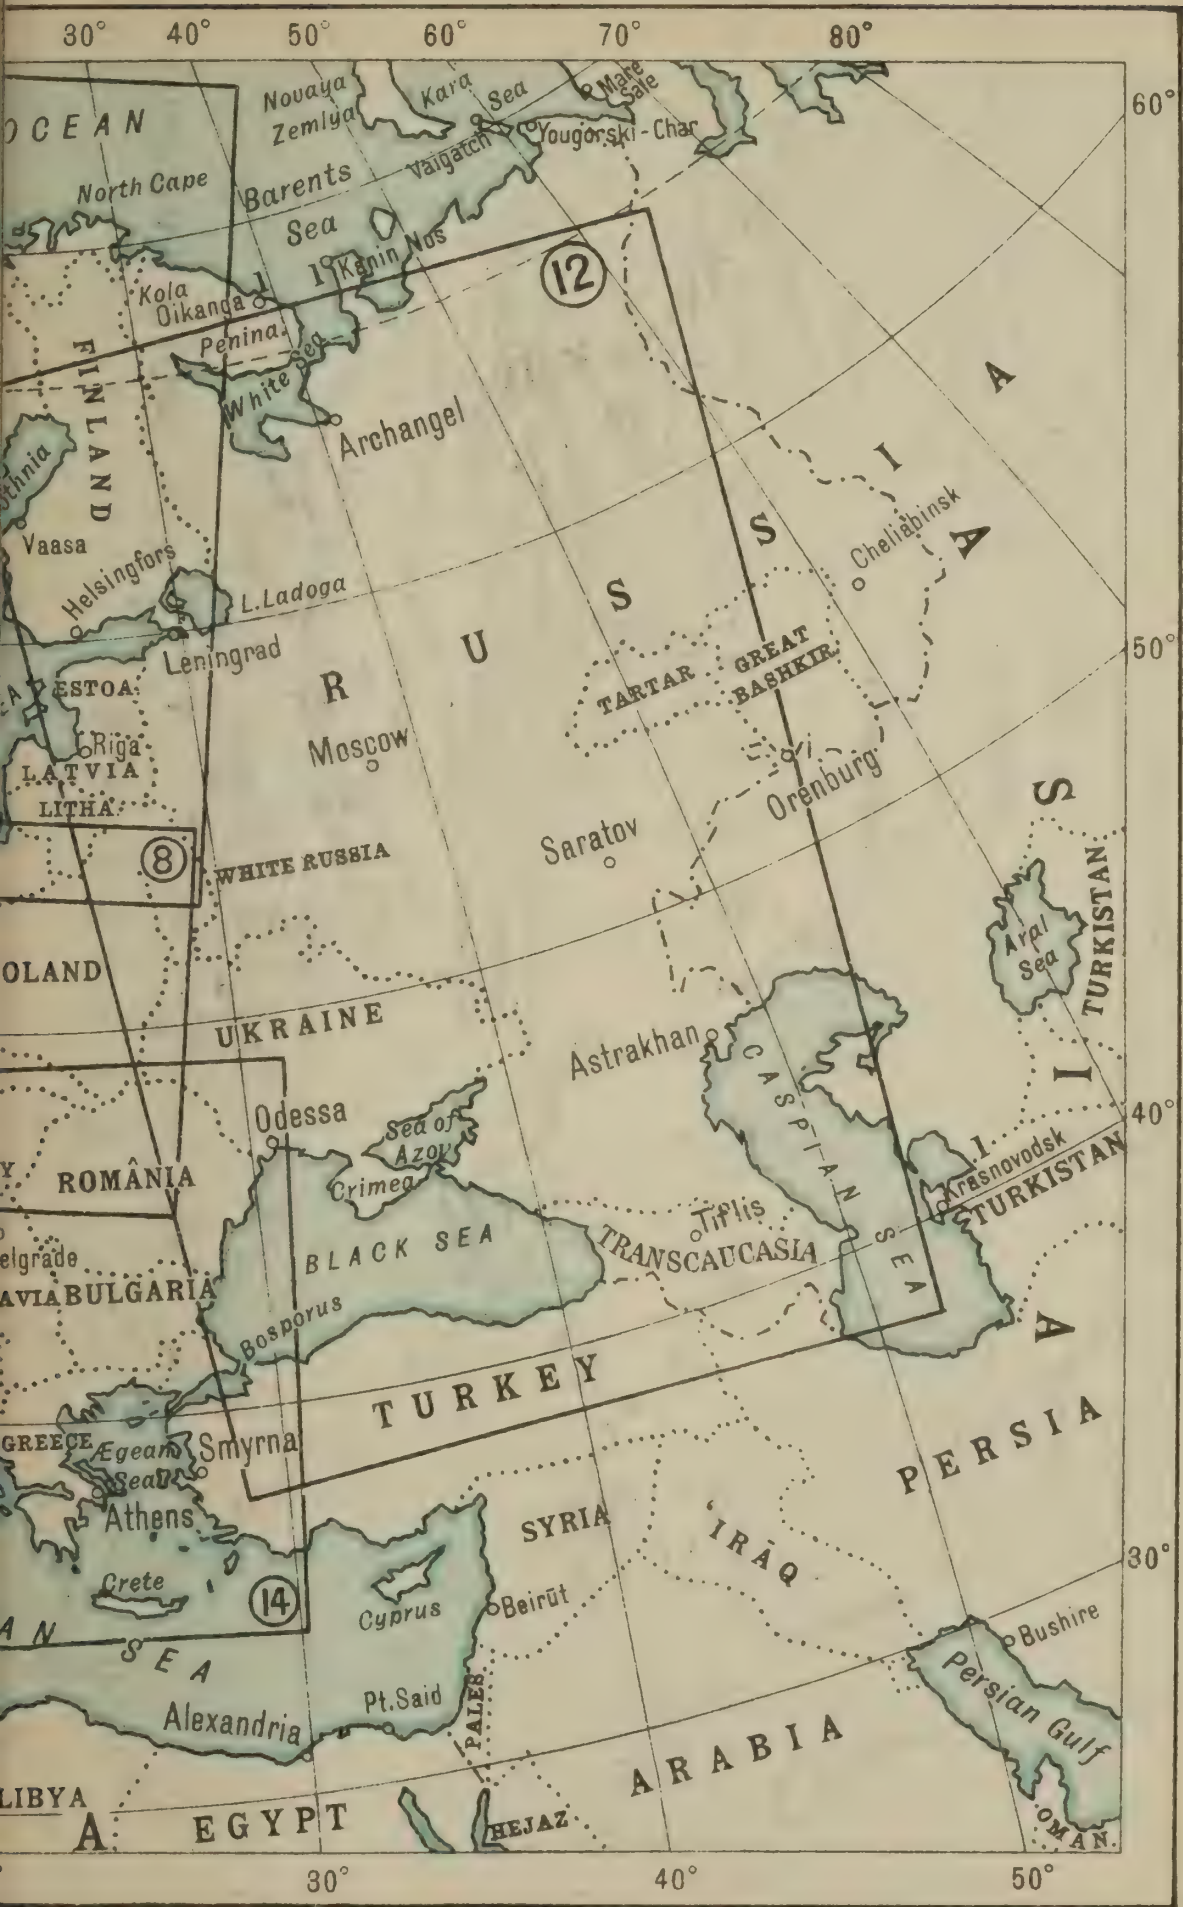 30° 40° 50° 60° 70° 80°
OCEAN
Novaya
Zemlya
Kara Sea
Mare
Sale
60°
Yougorski-Char
Vaigatch
North Cape
Barents
Sea
Kanin Nos
I
I
12
Kola
Oikanga
Penina.
White Sea
FINLAND
Archangel
othnia
Vaasa
Helsingfors
L. Ladoga
Leningrad
Cheliabinsk
50°
RUSSIA
ASIA
A
ESTOA.
EA
Riga
LATVIA
LITHA.
TARTAR
GREAT
BASHKIR
Moscow
Orenburg
Saratov
8
WHITE RUSSIA
Aral
Sea
TURKISTAN
OLAND
UKRAINE
Astrakhan
CASPIAN SEA
40°
Odessa
Sea of
Azov
Crimea
I
Krasnovodsk
TURKISTAN
Y
ROMÂNIA
Tiflis
TRANSCAUCASIA
BLACK SEA
elgrade
AVIA
BULGARIA
Bosporus
TURKEY
PERSIA
GREECE
Ægean
Sea
Smyrna
Athens
SYRIA
'IRĀQ
30°
Crete
14
Cyprus
Beirūt
Bushire
AN SEA
Persian Gulf
Alexandria
Pt. Said
PALES.
ARABIA
LIBYA
A
EGYPT
HEJAZ
OMAN.
30° 40° 50°